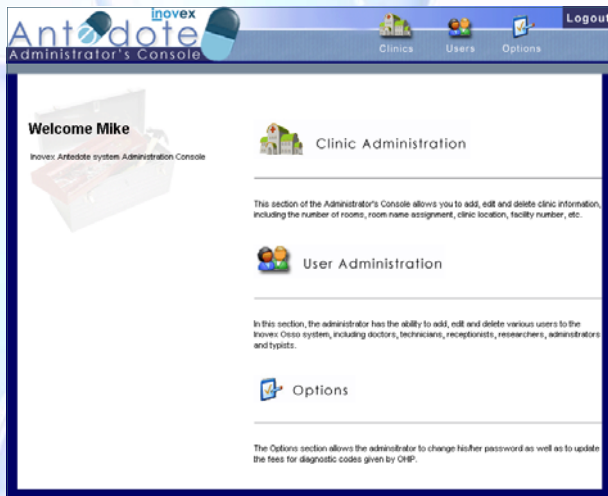 inovex
Antedote
Administrator's Console
Clinics
Users
Options
Logout
Welcome Mike
Inovex Antedote system Administration Console
Clinic Administration
This section of the Administrator's Console allows you to add, edit and delete clinic information,
including the number of rooms, room name assignment, clinic location, facility number, etc.
User Administration
In this section, the administrator has the ability to add, edit and delete various users to the
Inovex Osso system, including doctors, technicians, receptionists, researchers, adminsitrators
and typists.
Options
The Options section allows the adminsitrator to change his/her password as well as to update
the fees for diagnostic codes given by OHIP.